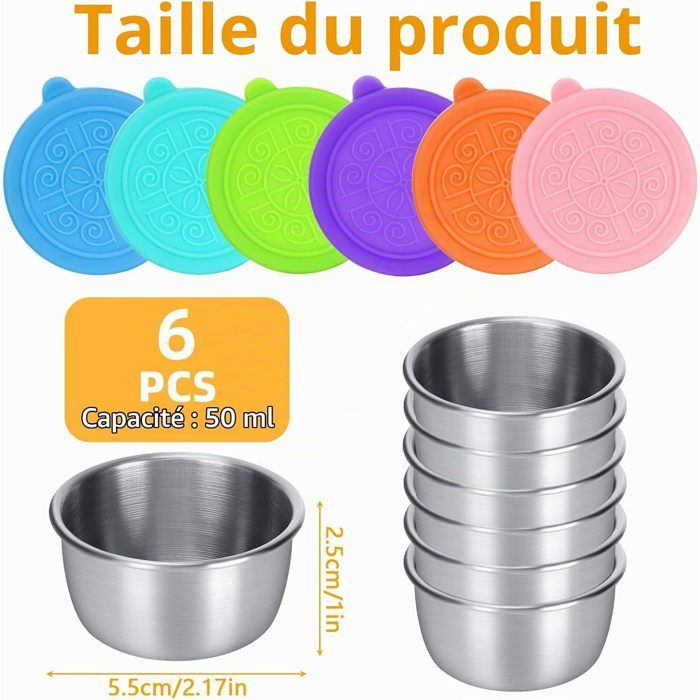 Taille du produit
6
PCS
Capacité : 50 ml
2.5cm/1in
5.5cm/2.17in